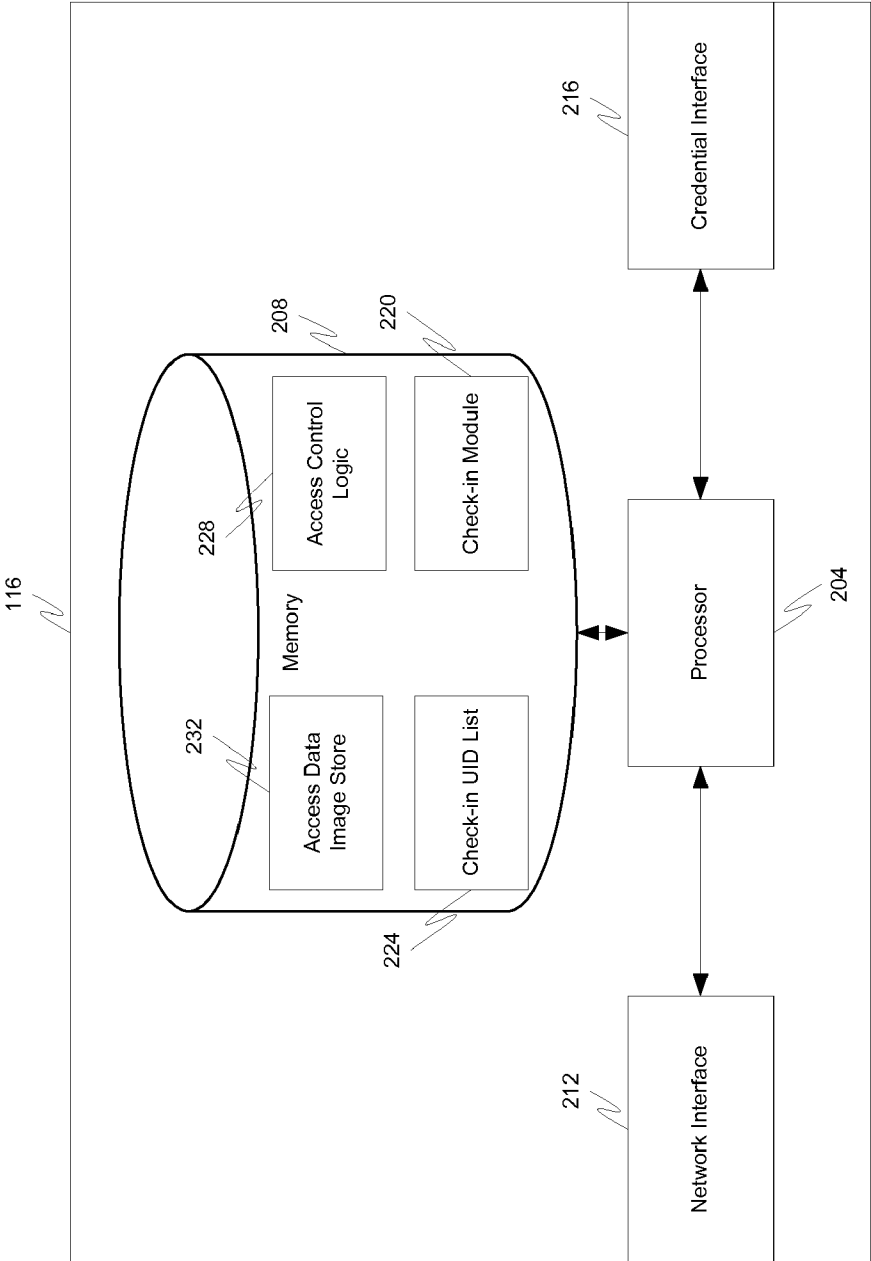 116
232
Access Data
Image Store
Memory
228
Access Control
Logic
208
224
Check-in UID List
Check-in Module
220
212
Network Interface
Processor
204
216
Credential Interface